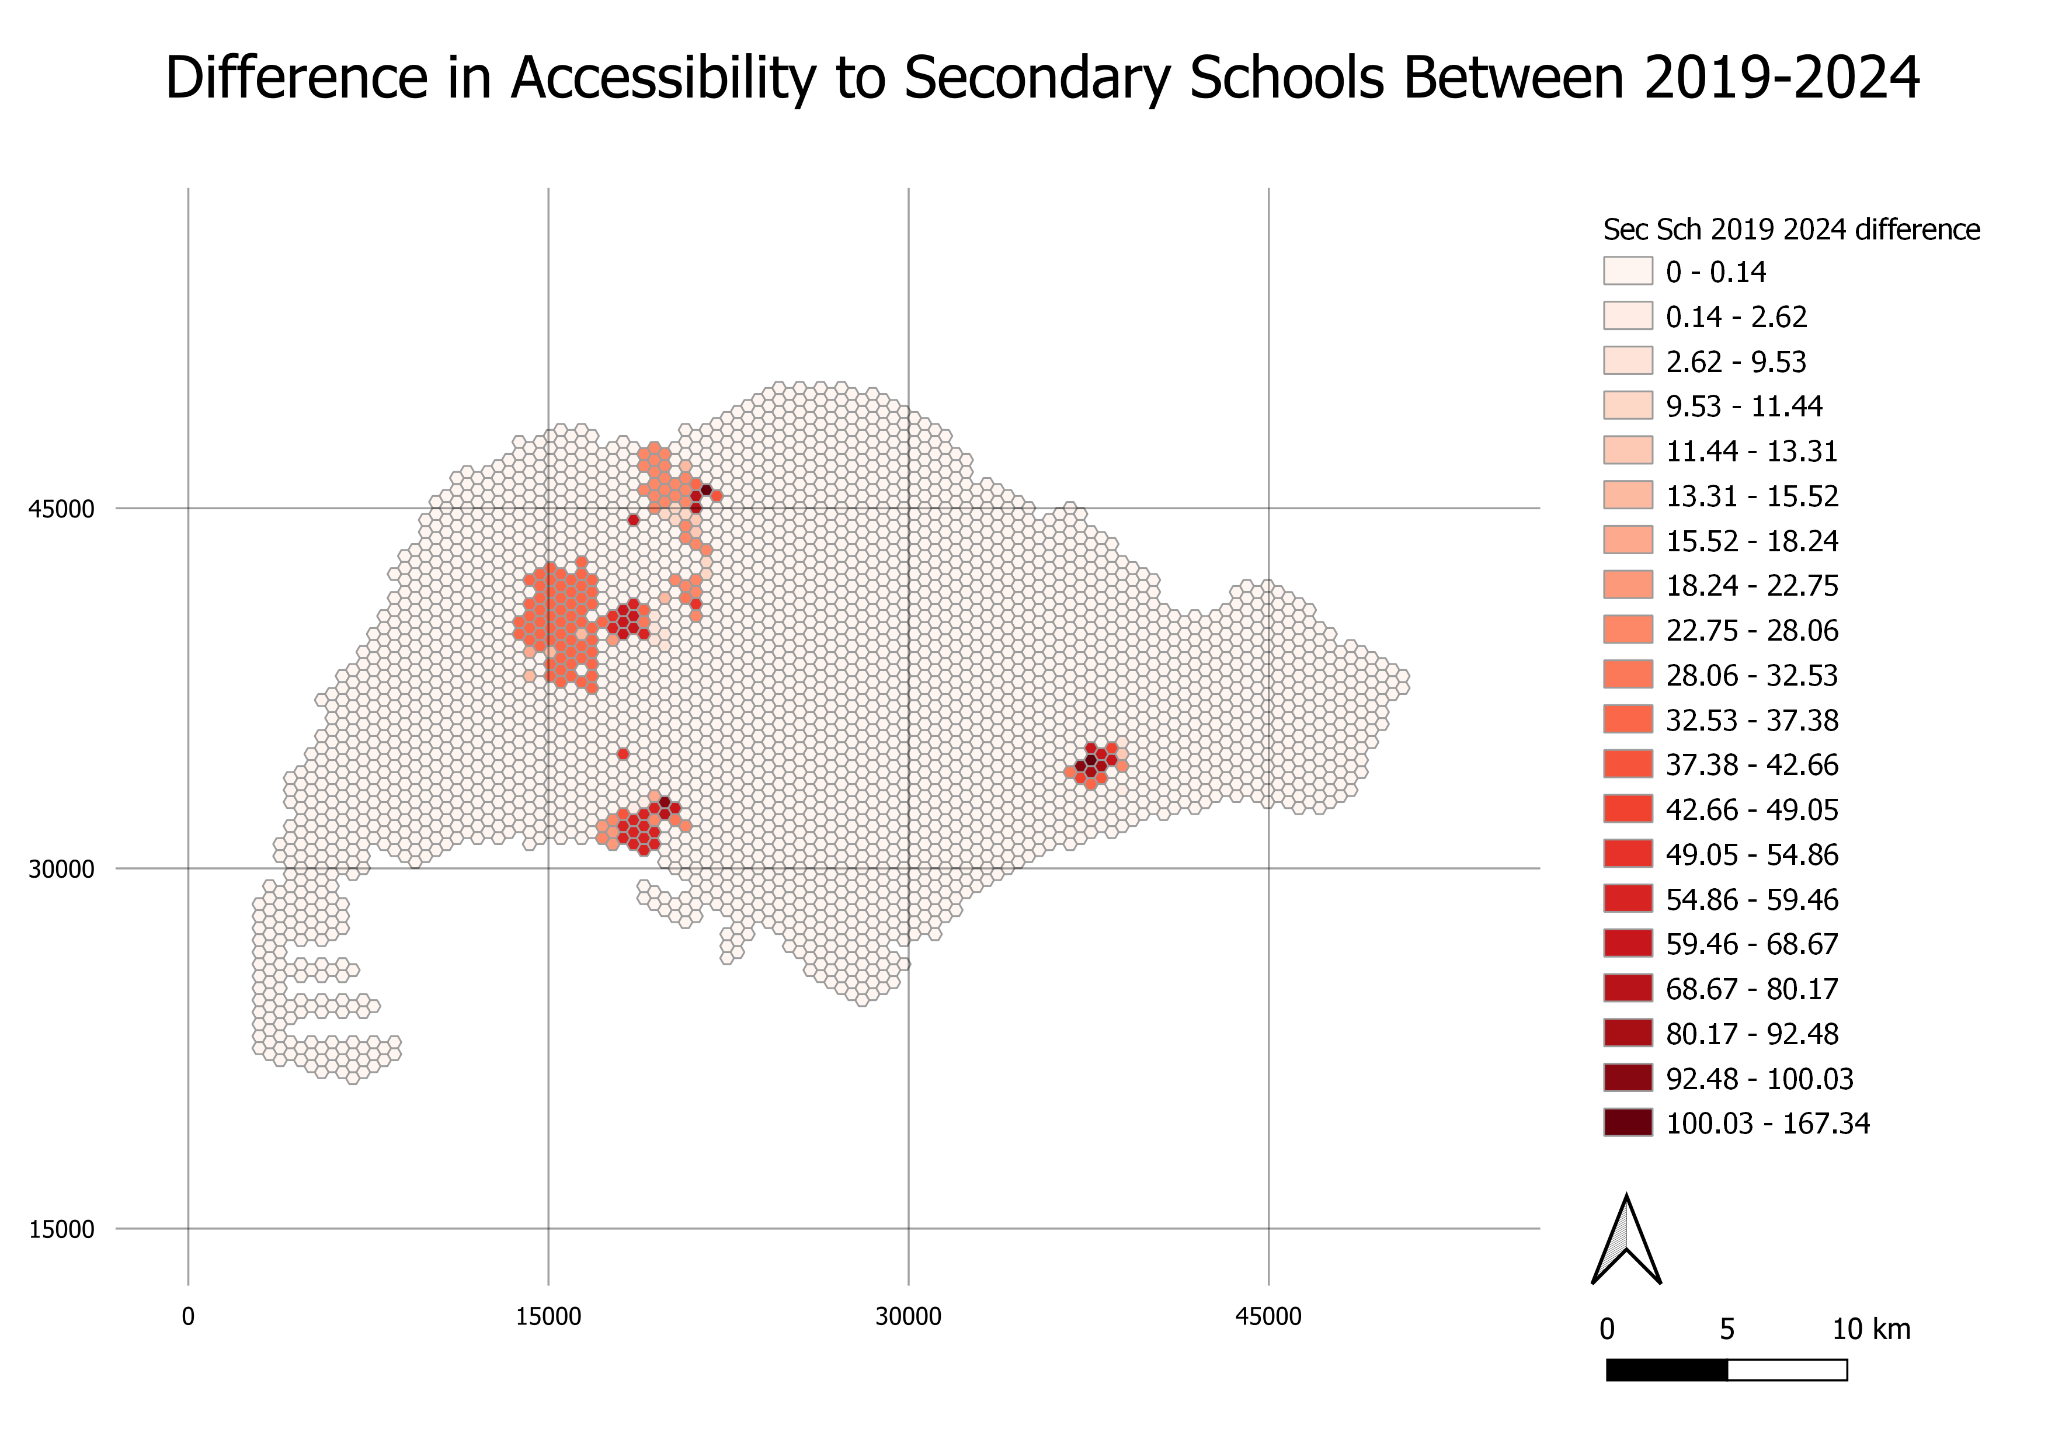 Difference in Accessibility to Secondary Schools Between 2019-2024
Sec Sch 2019 2024 difference
0 - 0.14
0.14 - 2.62
2.62 - 9.53
9.53 - 11.44
11.44 - 13.31
13.31 - 15.52
15.52 - 18.24
18.24 - 22.75
22.75 - 28.06
28.06 - 32.53
32.53 - 37.38
37.38 - 42.66
42.66 - 49.05
49.05 - 54.86
54.86 - 59.46
59.46 - 68.67
68.67 - 80.17
80.17 - 92.48
92.48 - 100.03
100.03 - 167.34
45000
30000
15000
0 15000 30000 45000
0 5 10 km